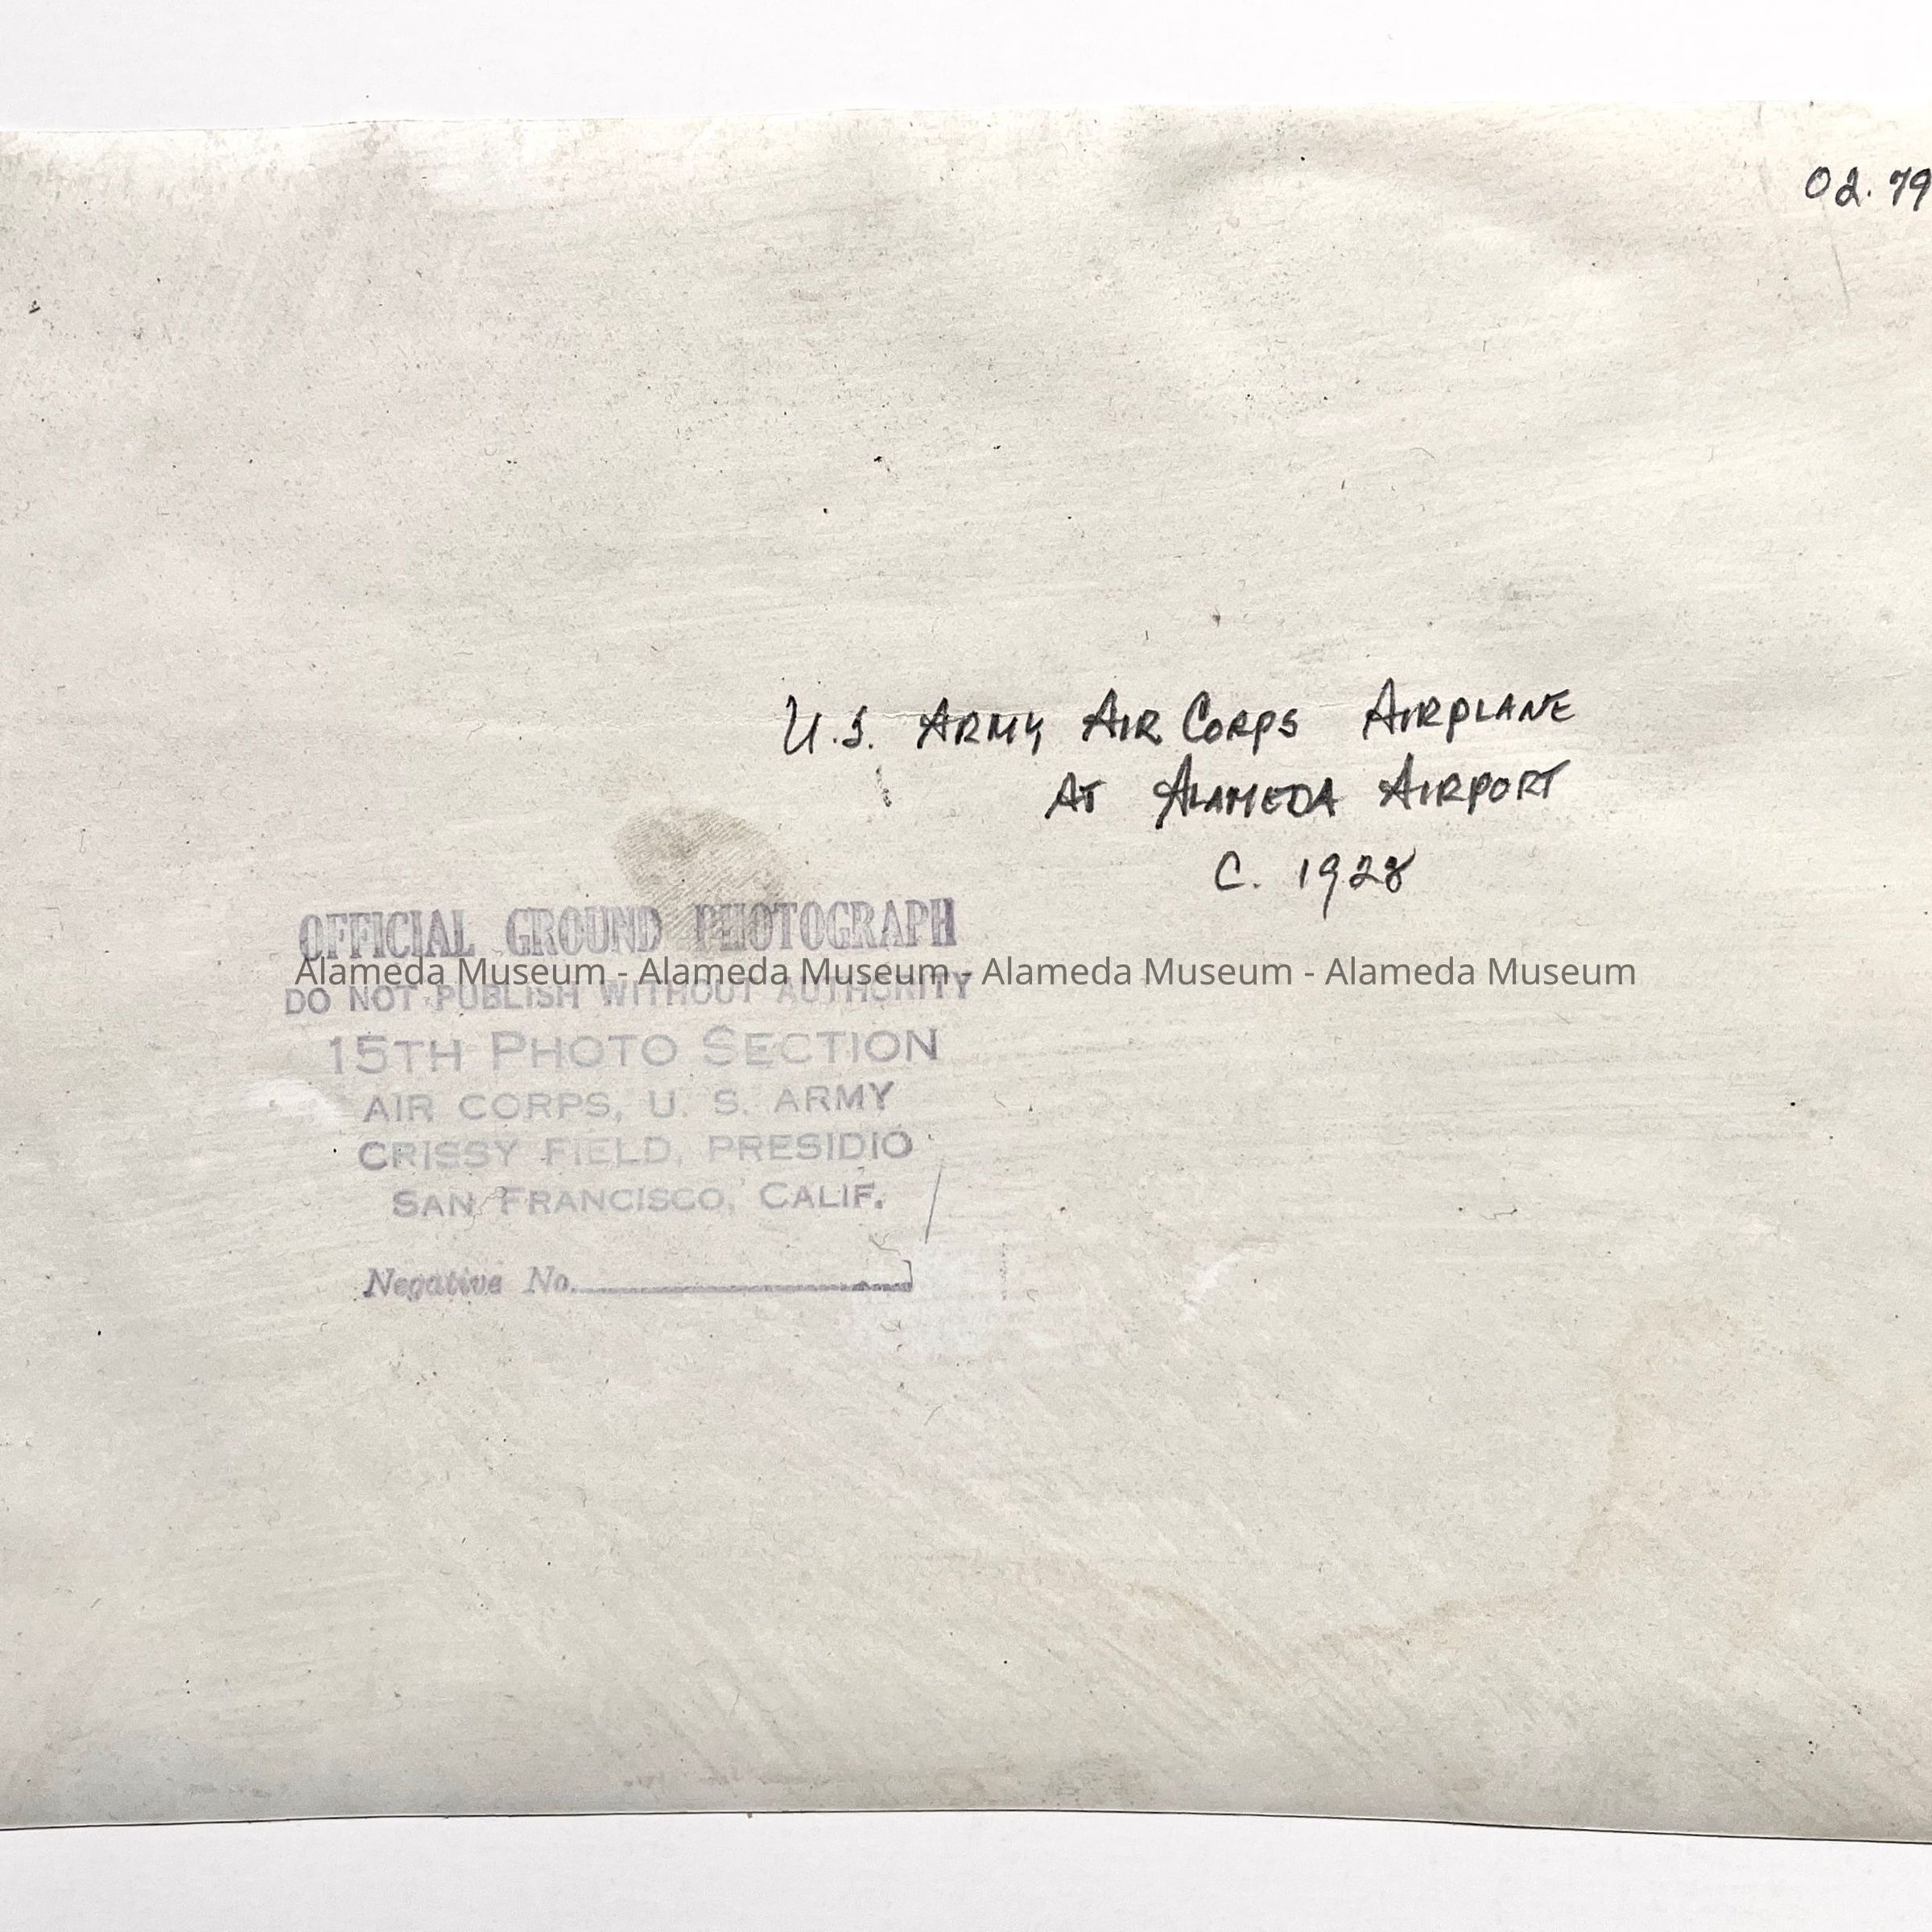 02.79
U.S. ARMY AIR CORPS AIRPLANE
AT ALAMEDA AIRPORT
C. 1928
OFFICIAL GROUND PHOTOGRAPH
Alameda Museum - Alameda Museum - Alameda Museum - Alameda Museum
DO NOT PUBLISH WITHOUT AUTHORITY
15TH PHOTO SECTION
AIR CORPS, U. S. ARMY
CRISSY FIELD, PRESIDIO
SAN FRANCISCO, CALIF.
Negative No.